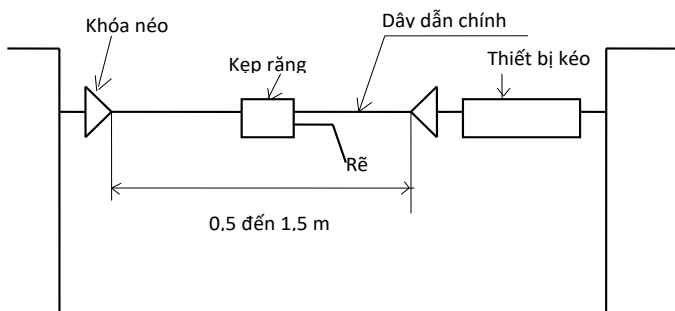 Dây dẫn chính
Khóa néo
Kẹp răng
Thiết bị kéo
Rẽ
0,5 đến 1,5 m